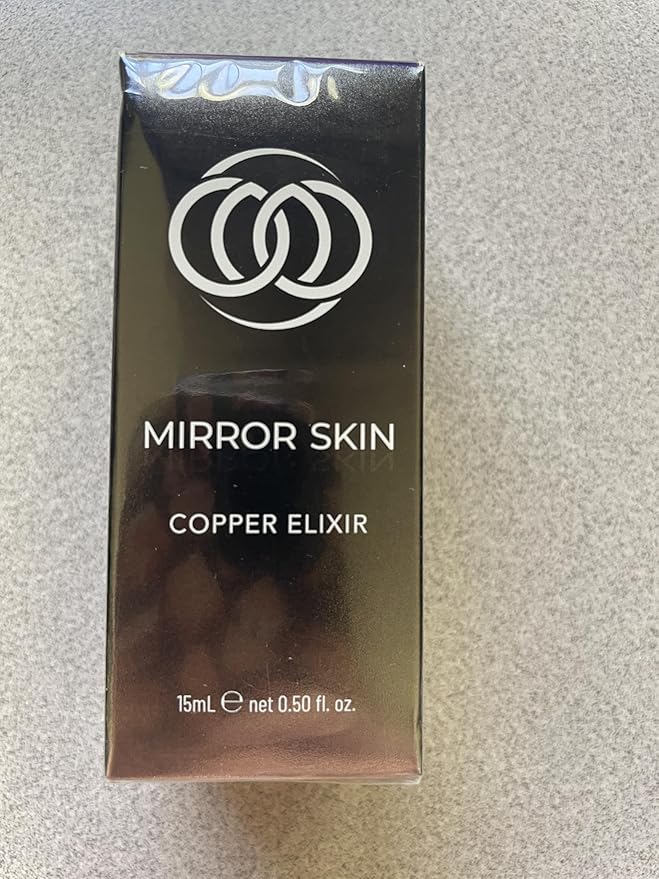 MIRROR SKIN
COPPER ELIXIR
15mL ℮ net 0.50 fl. oz.